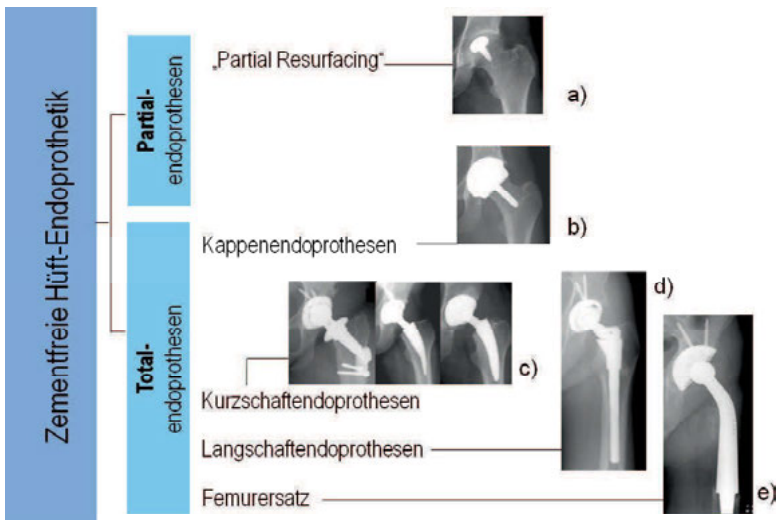 Zementfreie Hüft-Endoprothetik
Partial-
endoprothesen
„Partial Resurfacing“
a)
b)
Kappenendoprothesen
Total-
endoprothesen
c)
d)
Kurzschaftendoprothesen
Langschaftendoprothesen
Femurersatz
e)